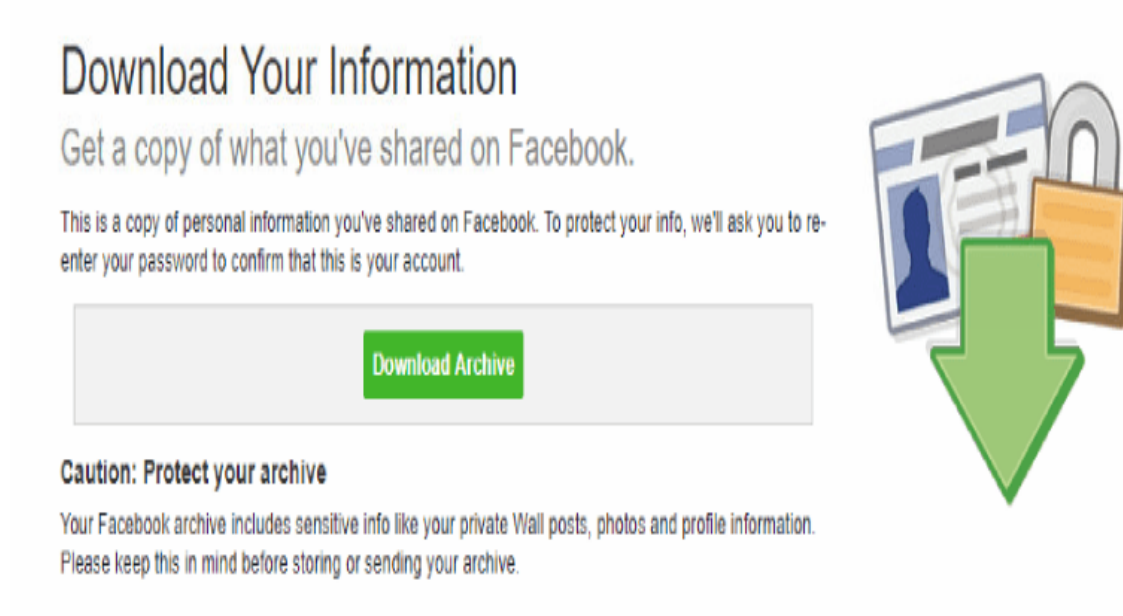 Download Your Information
Get a copy of what you've shared on Facebook.
This is a copy of personal information you've shared on Facebook. To protect your info, we'll ask you to re-
enter your password to confirm that this is your account.
Download Archive
Caution: Protect your archive
Your Facebook archive includes sensitive info like your private Wall posts, photos and profile information.
Please keep this in mind before storing or sending your archive.